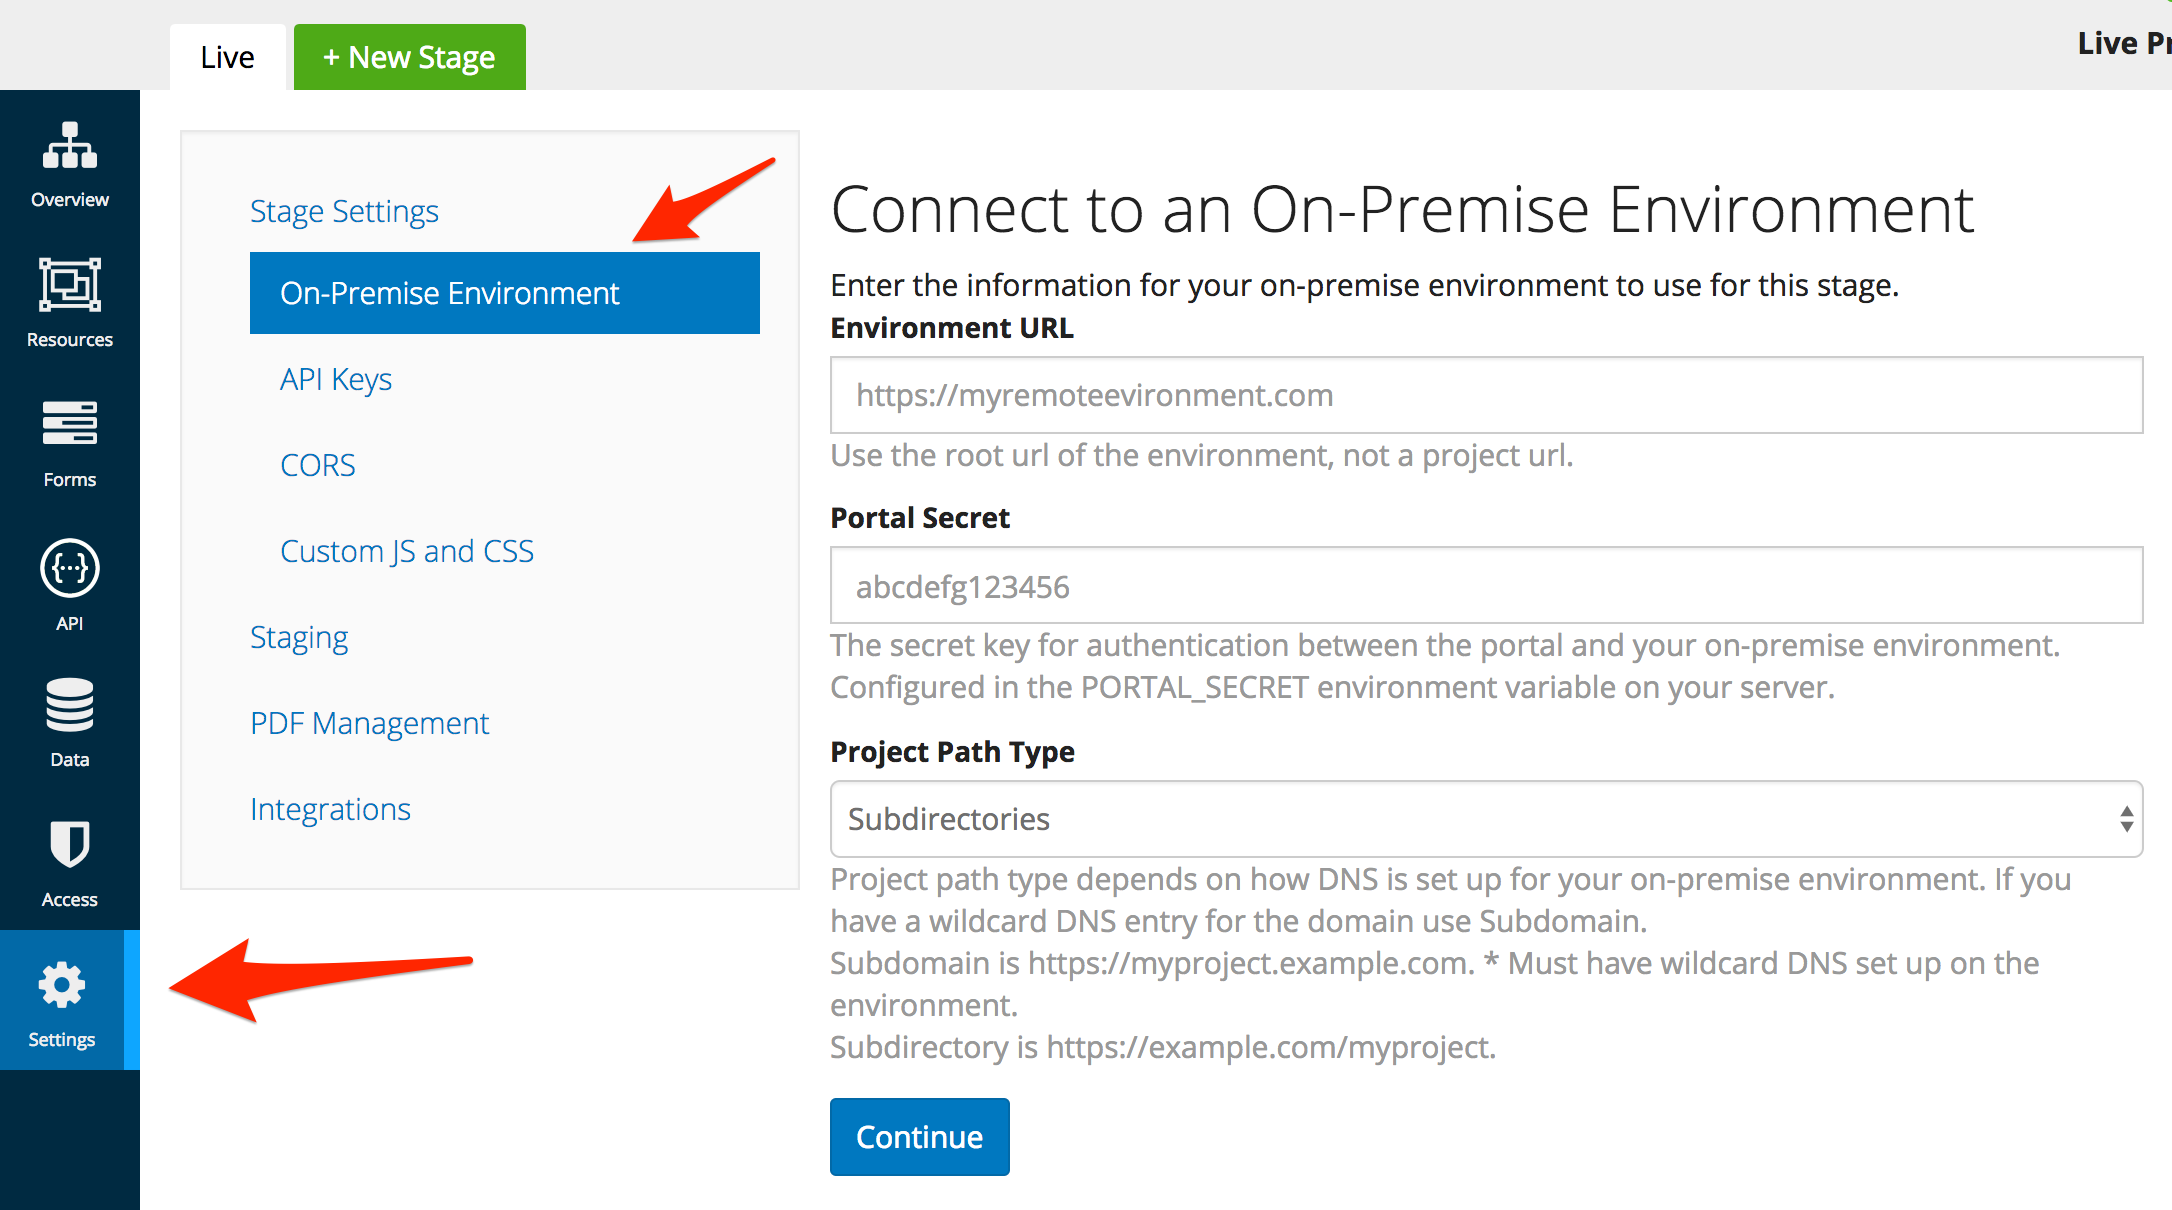 Live
+ New Stage
Live Pr
Overview
Resources
Forms
API
Data
Access
Settings
Stage Settings
On-Premise Environment
API Keys
CORS
Custom JS and CSS
Staging
PDF Management
Integrations
Connect to an On-Premise Environment
Enter the information for your on-premise environment to use for this stage.
Environment URL
https://myremoteevironment.com
Use the root url of the environment, not a project url.
Portal Secret
abcdefg123456
The secret key for authentication between the portal and your on-premise environment.
Configured in the PORTAL_SECRET environment variable on your server.
Project Path Type
Subdirectories
Project path type depends on how DNS is set up for your on-premise environment. If you
have a wildcard DNS entry for the domain use Subdomain.
Subdomain is https://myproject.example.com. * Must have wildcard DNS set up on the
environment.
Subdirectory is https://example.com/myproject.
Continue